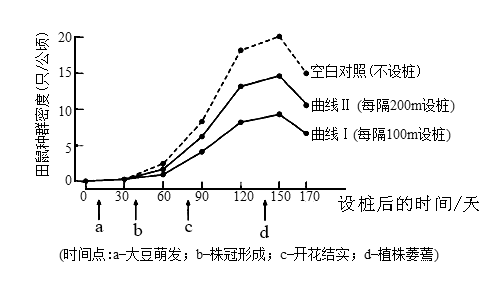 田鼠种群密度(只/公顷)
20
15
10
5
0
空白对照(不设桩)
曲线Ⅱ(每隔200m设桩)
曲线Ⅰ(每隔100m设桩)
0 30 60 90 120 150 170 设桩后的时间/天
a b c d
(时间点:a-大豆萌发；b-株冠形成；c-开花结实；d-植株萎蔫)